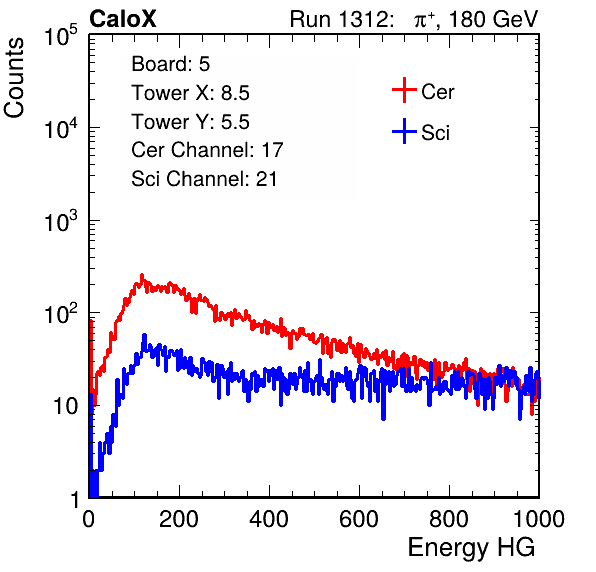 CaloX Run 1312: π⁺, 180 GeV
Counts
10⁵
10⁴
10³
10²
10
1
Board: 5
Tower X: 8.5
Tower Y: 5.5
Cer Channel: 17
Sci Channel: 21
Cer
Sci
0 200 400 600 800 1000
Energy HG